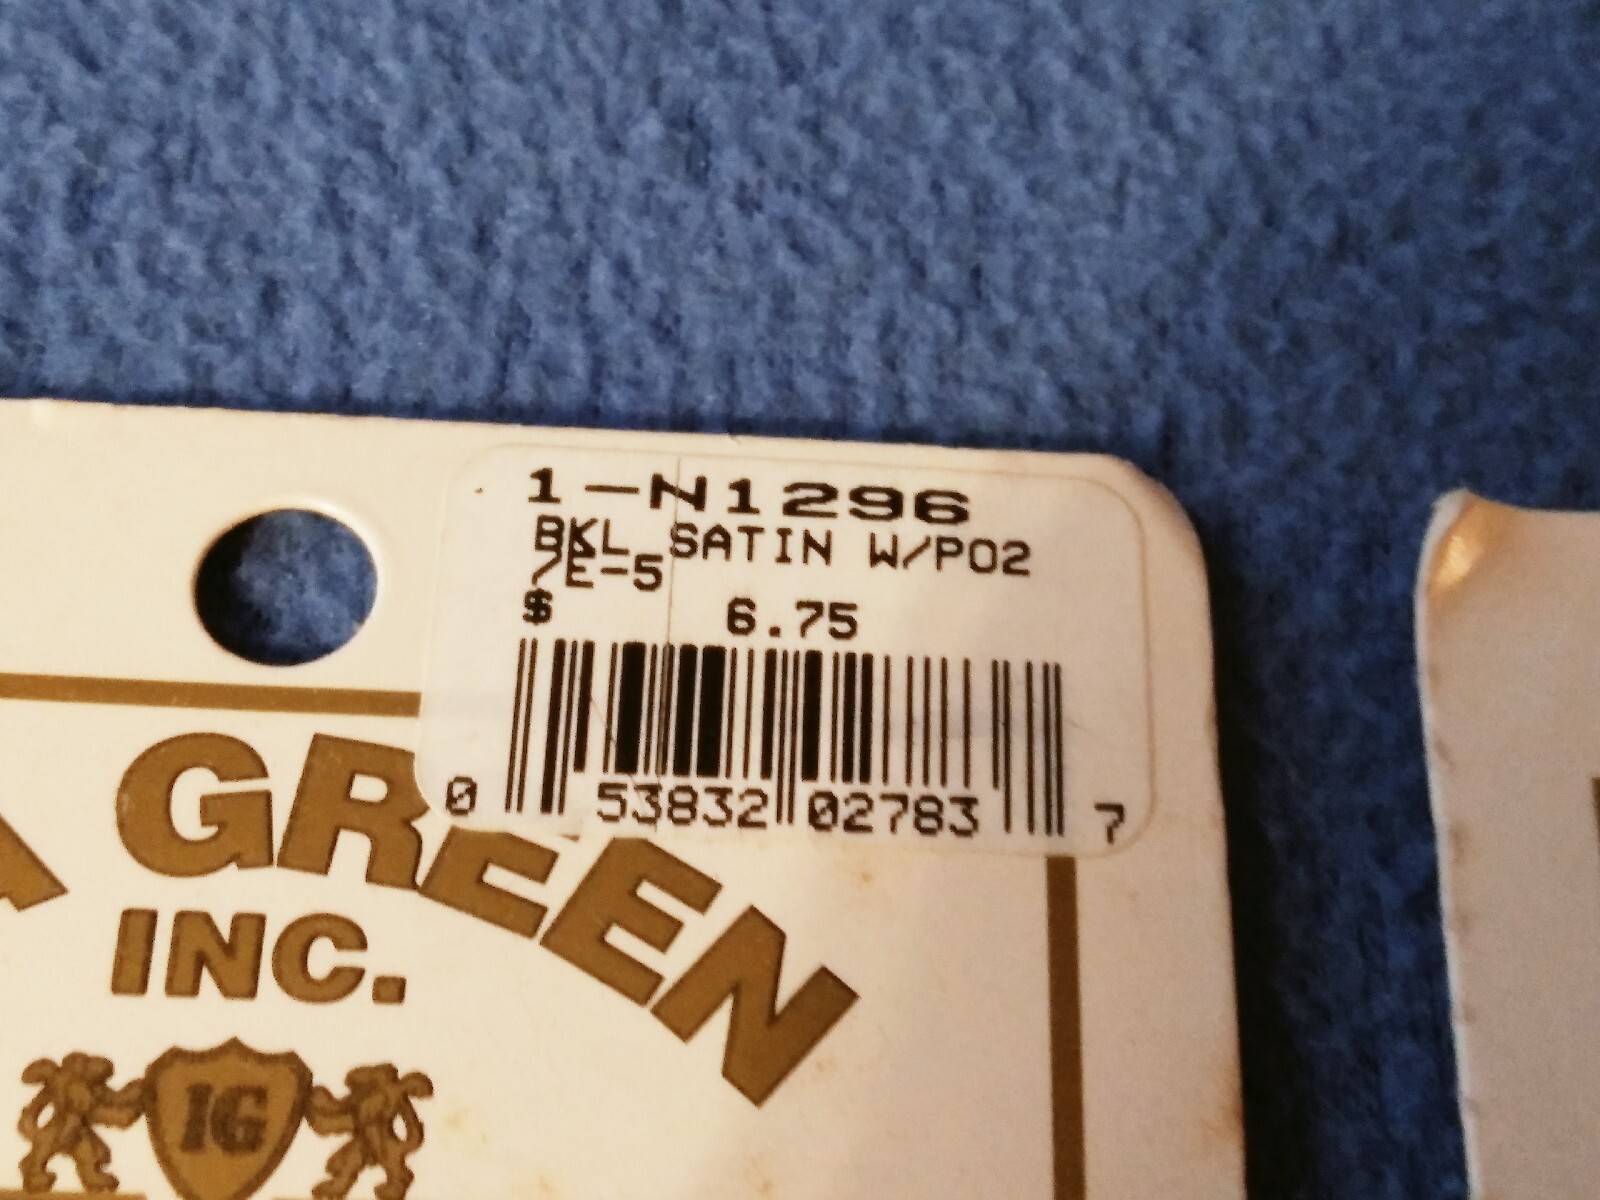 1-N1296
BKL SATIN W/PO2
/E-5
$ 6.75
0 53832 02783 7
GREEN
INC.
IG